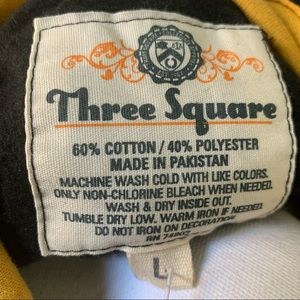 Three Square
60% COTTON / 40% POLYESTER
MADE IN PAKISTAN
MACHINE WASH COLD WITH LIKE COLORS.
ONLY NON-CHLORINE BLEACH WHEN NEEDED.
WASH & DRY INSIDE OUT.
TUMBLE DRY LOW. WARM IRON IF NEEDED.
DO NOT IRON ON DECORATION
RN
L